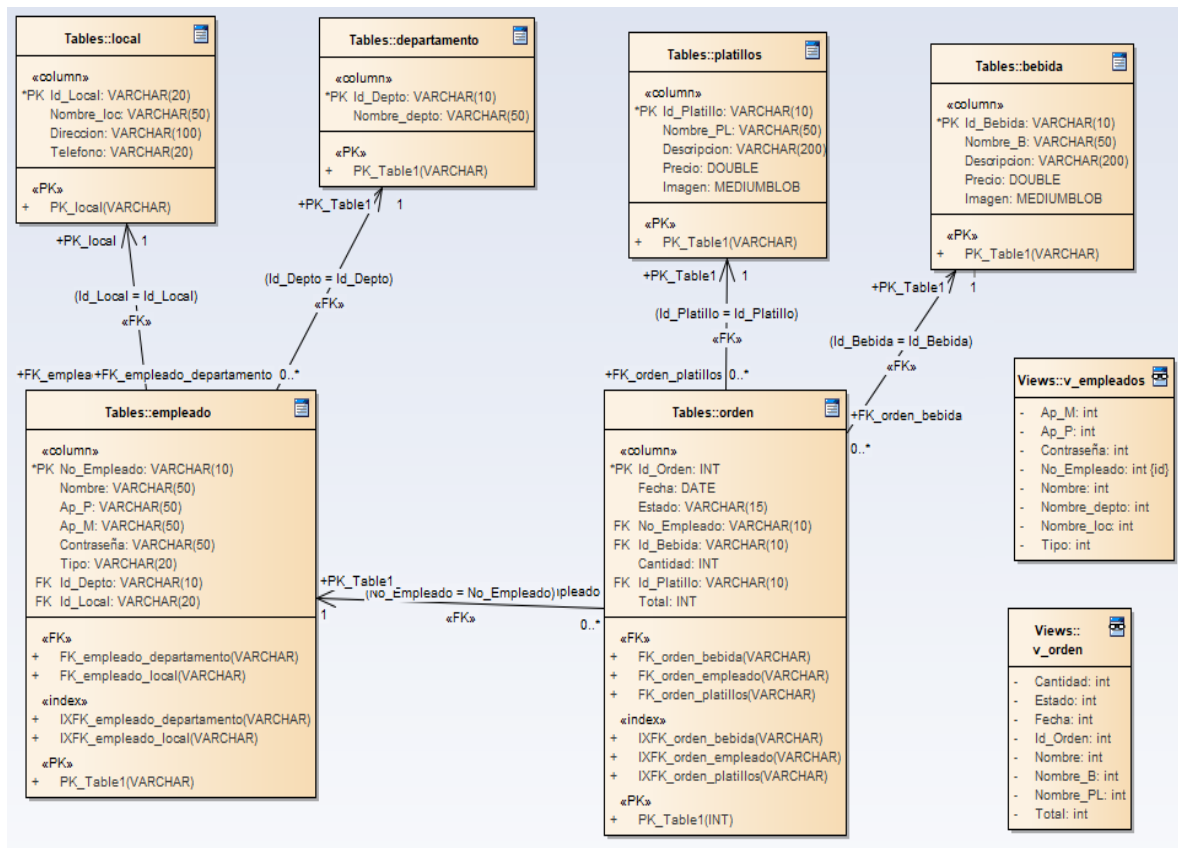 Tables::local
«column»
*PK Id_Local: VARCHAR(20)
Nombre_loc: VARCHAR(50)
Direccion: VARCHAR(100)
Telefono: VARCHAR(20)
«PK»
+ PK_local(VARCHAR)
Tables::departamento
«column»
*PK Id_Depto: VARCHAR(10)
Nombre_depto: VARCHAR(50)
«PK»
+ PK_Table1(VARCHAR)
Tables::platillos
«column»
*PK Id_Platillo: VARCHAR(10)
Nombre_PL: VARCHAR(50)
Descripcion: VARCHAR(200)
Precio: DOUBLE
Imagen: MEDIUMBLOB
«PK»
+ PK_Table1(VARCHAR)
Tables::bebida
«column»
*PK Id_Bebida: VARCHAR(10)
Nombre_B: VARCHAR(50)
Descripcion: VARCHAR(200)
Precio: DOUBLE
Imagen: MEDIUMBLOB
«PK»
+ PK_Table1(VARCHAR)
+PK_local 1
(Id_Local = Id_Local)
«FK»
+PK_Table1 1
(Id_Depto = Id_Depto)
«FK»
+FK_emplea
+FK_empleado_departamento 0..*
+PK_Table1 1
(Id_Platillo = Id_Platillo)
«FK»
+FK_orden_platillos 0..*
+PK_Table1 1
(Id_Bebida = Id_Bebida)
«FK»
+FK_orden_bebida
0..*
Tables::empleado
«column»
*PK No_Empleado: VARCHAR(10)
Nombre: VARCHAR(50)
Ap_P: VARCHAR(50)
Ap_M: VARCHAR(50)
Contraseña: VARCHAR(50)
Tipo: VARCHAR(20)
FK Id_Depto: VARCHAR(10)
FK Id_Local: VARCHAR(20)
«FK»
+ FK_empleado_departamento(VARCHAR)
+ FK_empleado_local(VARCHAR)
«index»
+ IXFK_empleado_departamento(VARCHAR)
+ IXFK_empleado_local(VARCHAR)
«PK»
+ PK_Table1(VARCHAR)
+PK_Table1
(No_Empleado = No_Empleado)
pleado
1
«FK»
0..*
Tables::orden
«column»
*PK Id_Orden: INT
Fecha: DATE
Estado: VARCHAR(15)
FK No_Empleado: VARCHAR(10)
FK Id_Bebida: VARCHAR(10)
Cantidad: INT
FK Id_Platillo: VARCHAR(10)
Total: INT
«FK»
+ FK_orden_bebida(VARCHAR)
+ FK_orden_empleado(VARCHAR)
+ FK_orden_platillos(VARCHAR)
«index»
+ IXFK_orden_bebida(VARCHAR)
+ IXFK_orden_empleado(VARCHAR)
+ IXFK_orden_platillos(VARCHAR)
«PK»
+ PK_Table1(INT)
Views::v_empleados
- Ap_M: int
- Ap_P: int
- Contraseña: int
- No_Empleado: int {id}
- Nombre: int
- Nombre_depto: int
- Nombre_loc: int
- Tipo: int
Views::
v_orden
- Cantidad: int
- Estado: int
- Fecha: int
- Id_Orden: int
- Nombre: int
- Nombre_B: int
- Nombre_PL: int
- Total: int